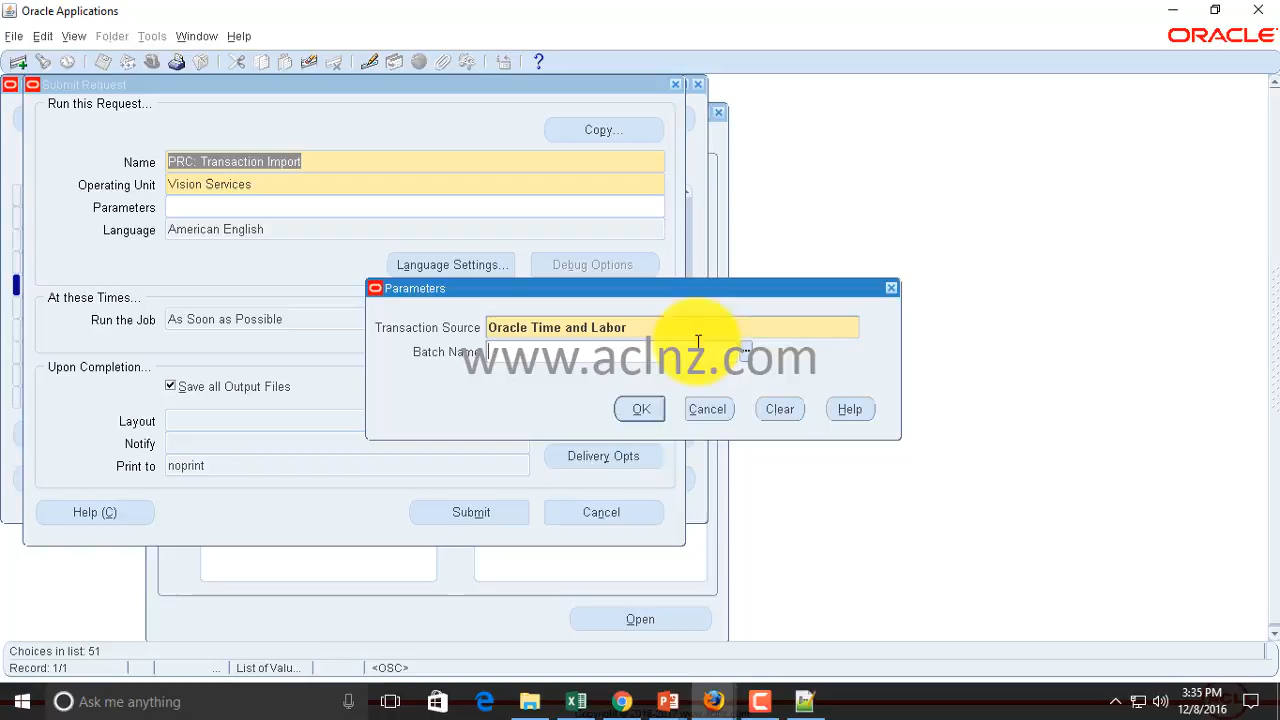 Oracle Applications
File Edit View Folder Tools Window Help
ORACLE
Submit Request
Run this Request...
Copy...
Name PRC: Transaction Import
Operating Unit Vision Services
Parameters
Language American English
Language Settings... Debug Options
Parameters
At these Times...
Run the Job As Soon as Possible
Transaction Source Oracle Time and Labor
Batch Name
www.aclnz.com
Upon Completion...
Save all Output Files
OK Cancel Clear Help
Layout
Notify
Print to noprint
Delivery Opts
Help (C) Submit Cancel
Open
Choices in list: 51
Record: 1/1 ... List of Valu... <OSC>
Ask me anything
3:35 PM
12/8/2016